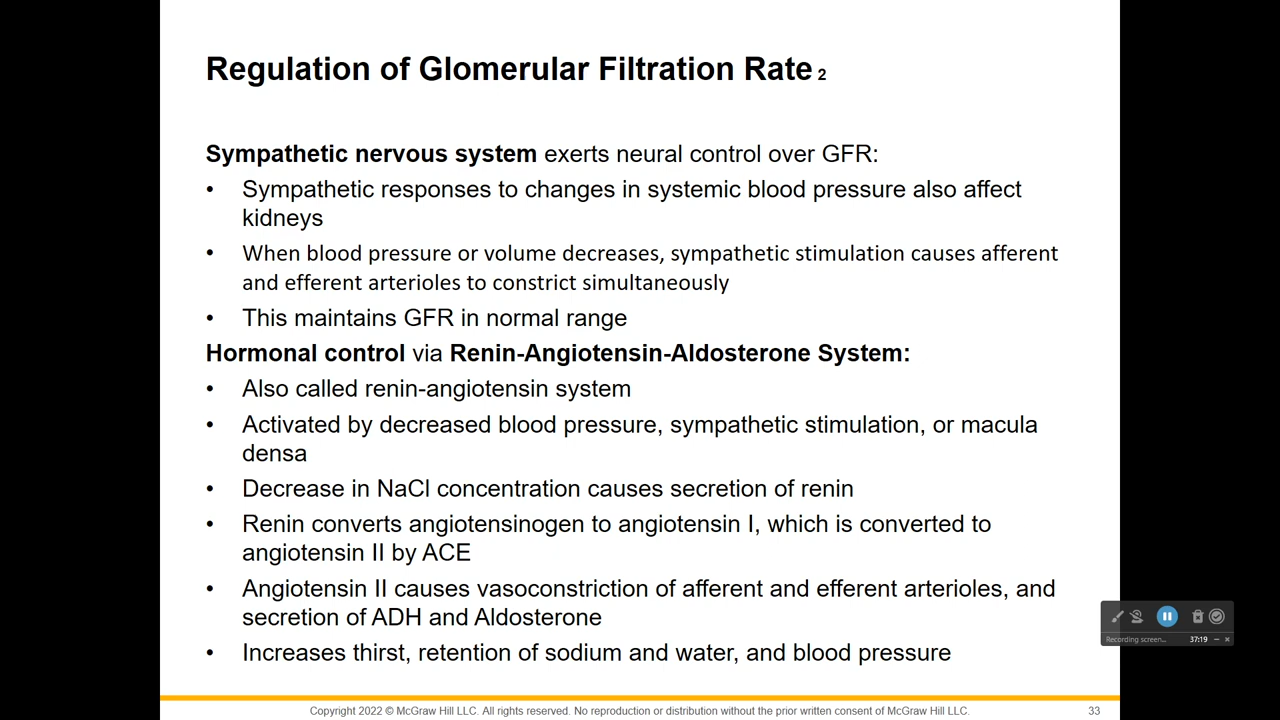 Regulation of Glomerular Filtration Rate 2
Sympathetic nervous system exerts neural control over GFR:
• Sympathetic responses to changes in systemic blood pressure also affect
kidneys
• When blood pressure or volume decreases, sympathetic stimulation causes afferent
and efferent arterioles to constrict simultaneously
• This maintains GFR in normal range
Hormonal control via Renin-Angiotensin-Aldosterone System:
• Also called renin-angiotensin system
• Activated by decreased blood pressure, sympathetic stimulation, or macula
densa
• Decrease in NaCl concentration causes secretion of renin
• Renin converts angiotensinogen to angiotensin I, which is converted to
angiotensin II by ACE
• Angiotensin II causes vasoconstriction of afferent and efferent arterioles, and
secretion of ADH and Aldosterone
• Increases thirst, retention of sodium and water, and blood pressure
Recording screen... 37:19
Copyright 2022 © McGraw Hill LLC. All rights reserved. No reproduction or distribution without the prior written consent of McGraw Hill LLC. 33